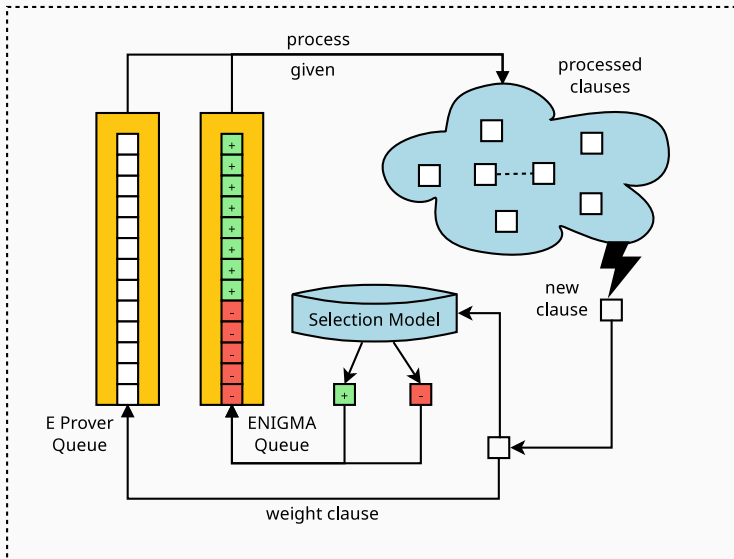 process
given
processed
clauses
+
+
+
+
+
+
+
+
-
-
-
-
-
Selection Model
new
clause
+
-
E Prover
Queue
ENIGMA
Queue
weight clause